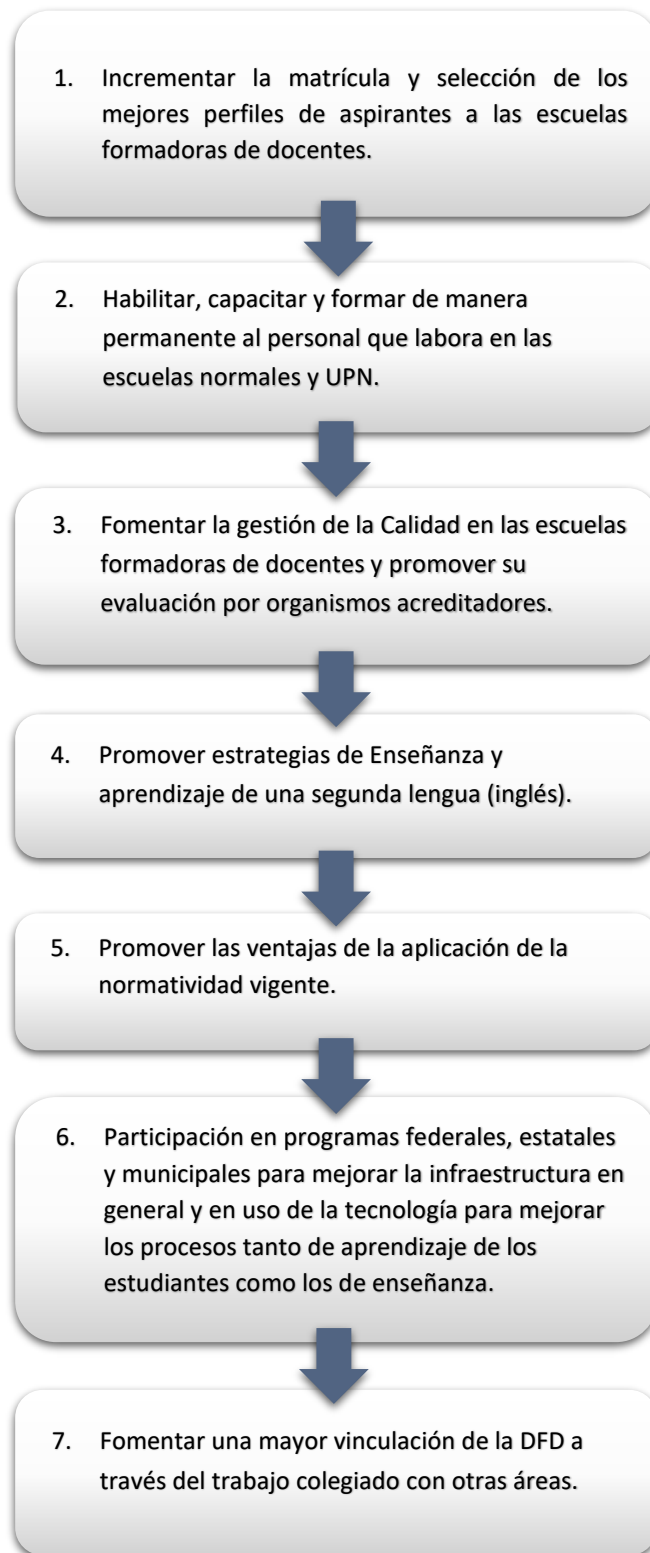 1. Incrementar la matrícula y selección de los
mejores perfiles de aspirantes a las escuelas
formadoras de docentes.
2. Habilitar, capacitar y formar de manera
permanente al personal que labora en las
escuelas normales y UPN.
3. Fomentar la gestión de la Calidad en las escuelas
formadoras de docentes y promover su
evaluación por organismos acreditadores.
4. Promover estrategias de Enseñanza y
aprendizaje de una segunda lengua (inglés).
5. Promover las ventajas de la aplicación de la
normatividad vigente.
6. Participación en programas federales, estatales
y municipales para mejorar la infraestructura en
general y en uso de la tecnología para mejorar
los procesos tanto de aprendizaje de los
estudiantes como los de enseñanza.
7. Fomentar una mayor vinculación de la DFD a
través del trabajo colegiado con otras áreas.